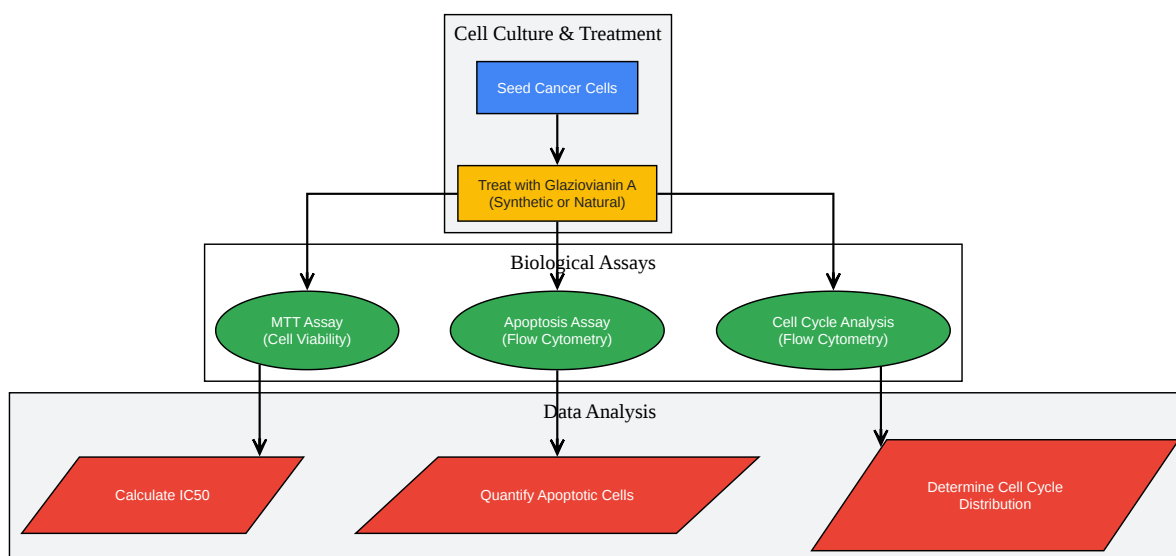 Cell Culture & Treatment
Seed Cancer Cells
Treat with Glaziovianin A
(Synthetic or Natural)
Biological Assays
MTT Assay
(Cell Viability)
Apoptosis Assay
(Flow Cytometry)
Cell Cycle Analysis
(Flow Cytometry)
Data Analysis
Calculate IC50
Quantify Apoptotic Cells
Determine Cell Cycle
Distribution